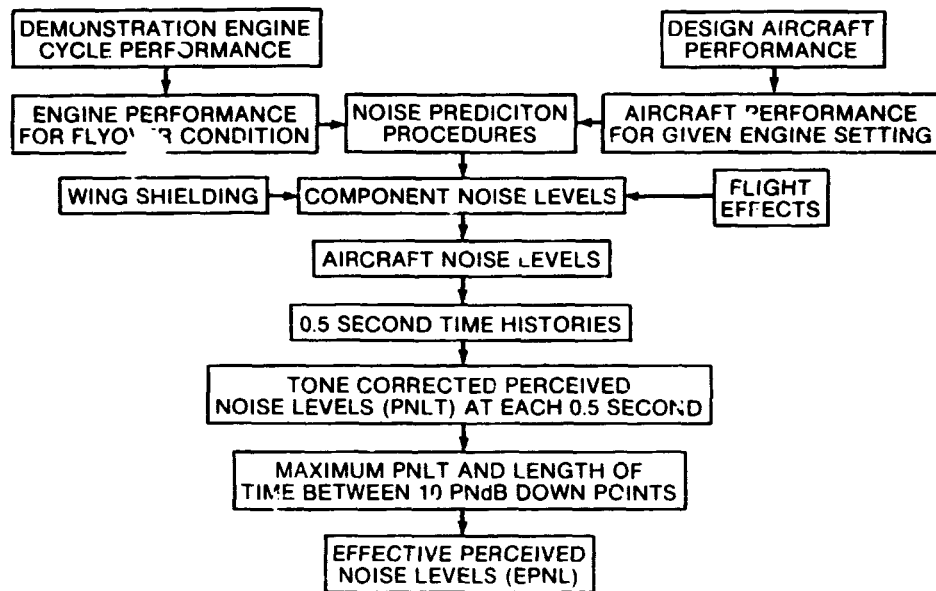 DEMONSTRATION ENGINE
CYCLE PERFORMANCE
DESIGN AIRCRAFT
PERFORMANCE
ENGINE PERFORMANCE
FOR FLYOVER CONDITION
NOISE PREDICITON
PROCEDURES
AIRCRAFT PERFORMANCE
FOR GIVEN ENGINE SETTING
WING SHIELDING
COMPONENT NOISE LEVELS
FLIGHT
EFFECTS
AIRCRAFT NOISE LEVELS
0.5 SECOND TIME HISTORIES
TONE CORRECTED PERCEIVED
NOISE LEVELS (PNLT) AT EACH 0.5 SECOND
MAXIMUM PNLT AND LENGTH OF
TIME BETWEEN 10 PNdB DOWN POINTS
EFFECTIVE PERCEIVED
NOISE LEVELS (EPNL)